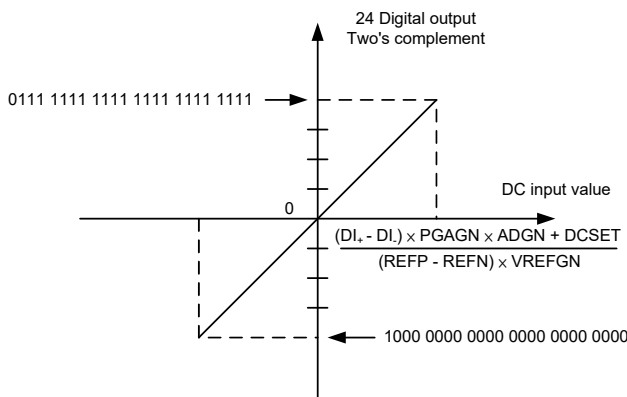 24 Digital output
Two's complement
0111 1111 1111 1111 1111 1111
DC input value
0
(DI+ - DI-) × PGAGN × ADGN + DCSET
(REFP - REFN) × VREFGN
1000 0000 0000 0000 0000 0000